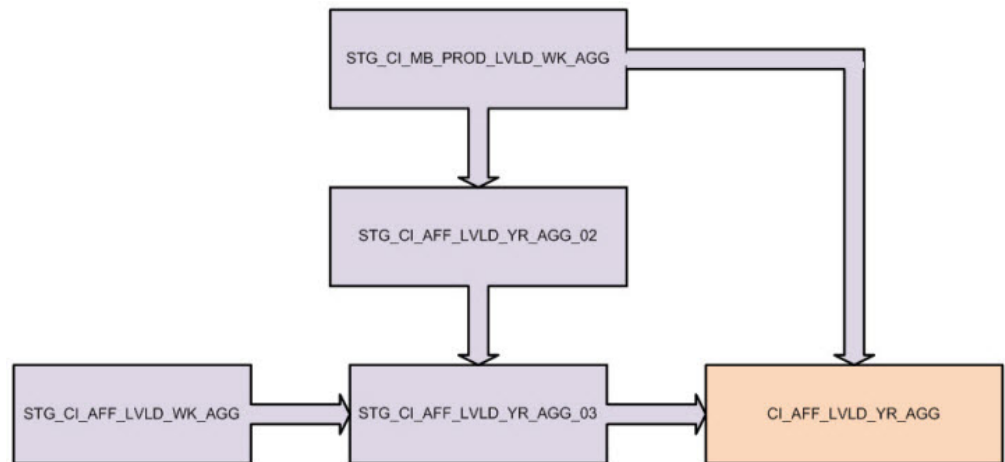 STG_CI_MB_PROD_LVLD_WK_AGG
STG_CI_AFF_LVLD_YR_AGG_02
STG_CI_AFF_LVLD_WK_AGG
STG_CI_AFF_LVLD_YR_AGG_03
CI_AFF_LVLD_YR_AGG